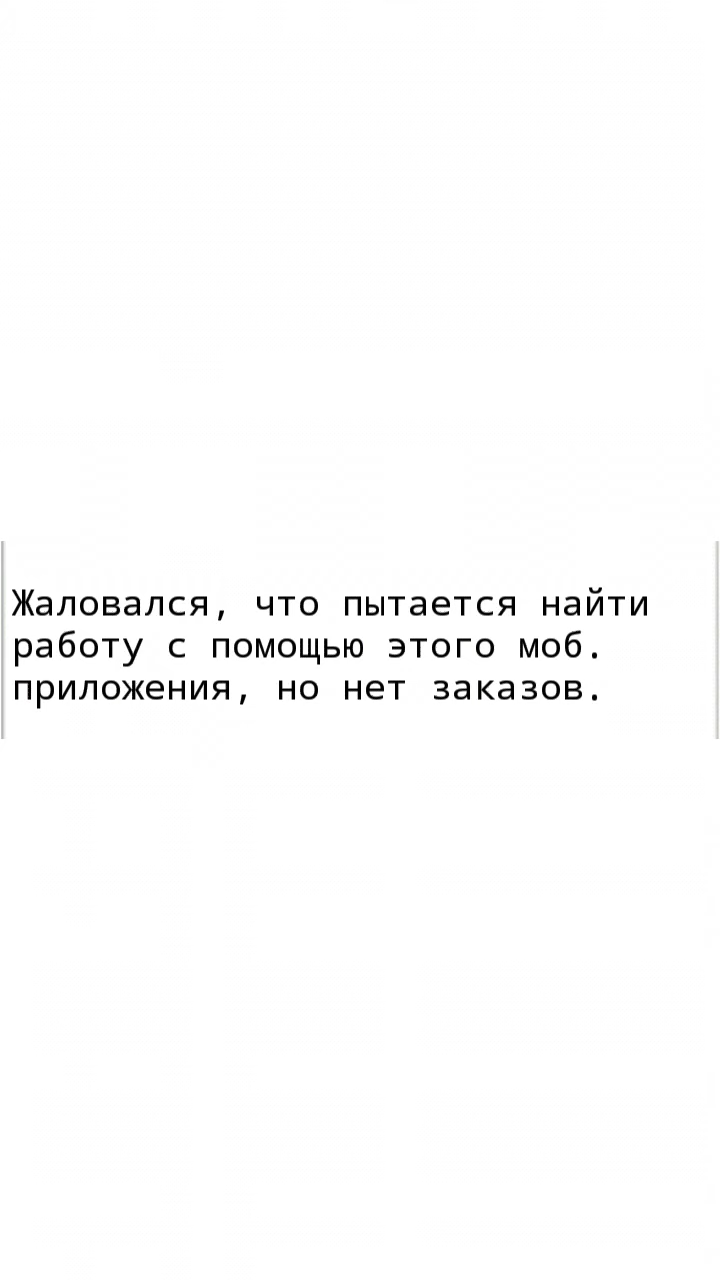 Жаловался, что пытается найти
работу с помощью этого моб.
приложения, но нет заказов.